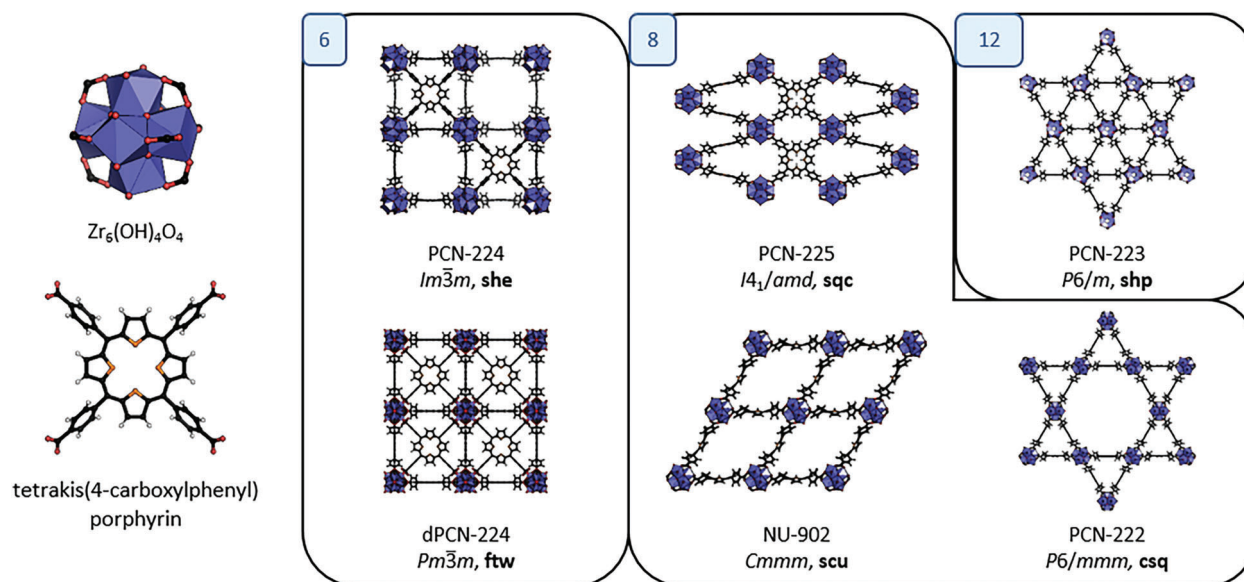 6
8
12
Zr₆(OH)₄O₄
PCN-224
Im3̅m, she
PCN-225
I4₁/amd, sqc
PCN-223
P6/m, shp
tetrakis(4-carboxylphenyl)
porphyrin
dPCN-224
Pm3̅m, ftw
NU-902
Cmmm, scu
PCN-222
P6/mmm, csq